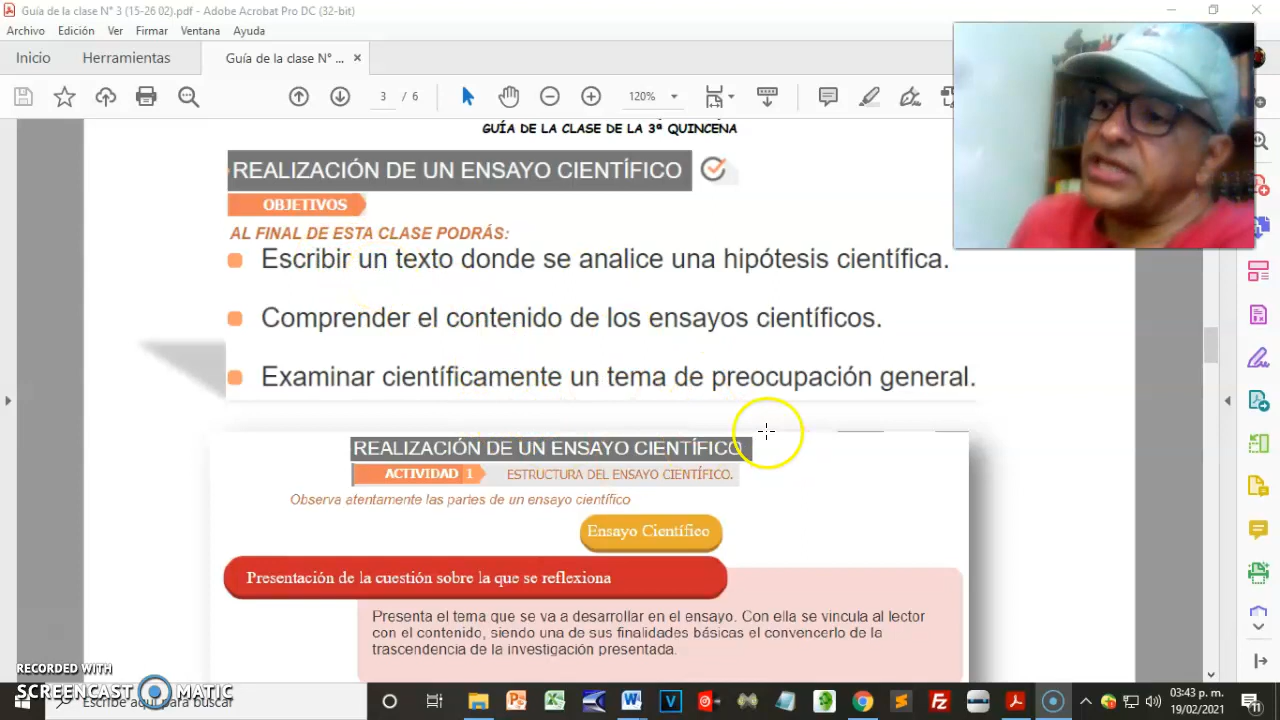 Guía de la clase N° 3 (15-26 02).pdf - Adobe Acrobat Pro DC (32-bit)
Archivo Edición Ver Firmar Ventana Ayuda
Inicio Herramientas Guía de la clase N° ... ×
3 / 6 120%
GUÍA DE LA CLASE DE LA 3ª QUINCENA
REALIZACIÓN DE UN ENSAYO CIENTÍFICO
OBJETIVOS
AL FINAL DE ESTA CLASE PODRÁS:
Escribir un texto donde se analice una hipótesis científica.
Comprender el contenido de los ensayos científicos.
Examinar científicamente un tema de preocupación general.
REALIZACIÓN DE UN ENSAYO CIENTÍFICO
ACTIVIDAD 1 ESTRUCTURA DEL ENSAYO CIENTÍFICO.
Observa atentamente las partes de un ensayo científico
Ensayo Científico
Presentación de la cuestión sobre la que se reflexiona
Presenta el tema que se va a desarrollar en el ensayo. Con ella se vincula al lector
con el contenido, siendo una de sus finalidades básicas el convencerlo de la
trascendencia de la investigación presentada.
RECORDED WITH
SCREENCAST MATIC
Escribe aquí para buscar
03:43 p. m.
19/02/2021
11